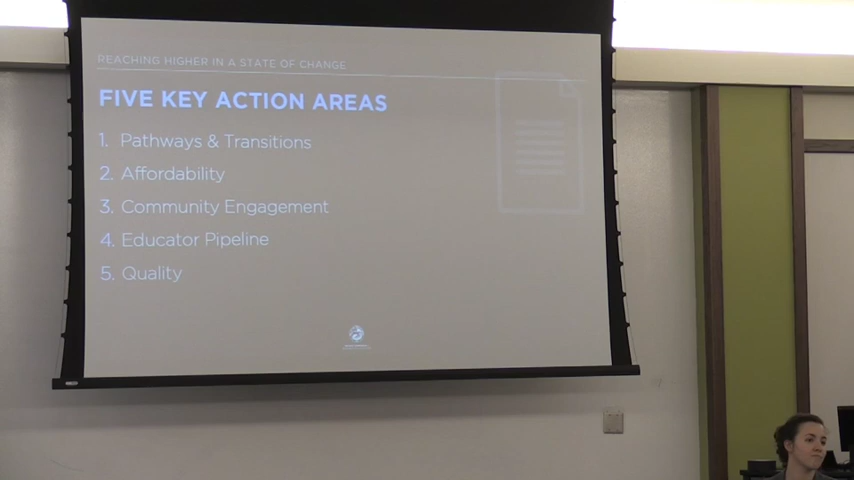 REACHING HIGHER IN A STATE OF CHANGE
FIVE KEY ACTION AREAS
1. Pathways & Transitions
2. Affordability
3. Community Engagement
4. Educator Pipeline
5. Quality